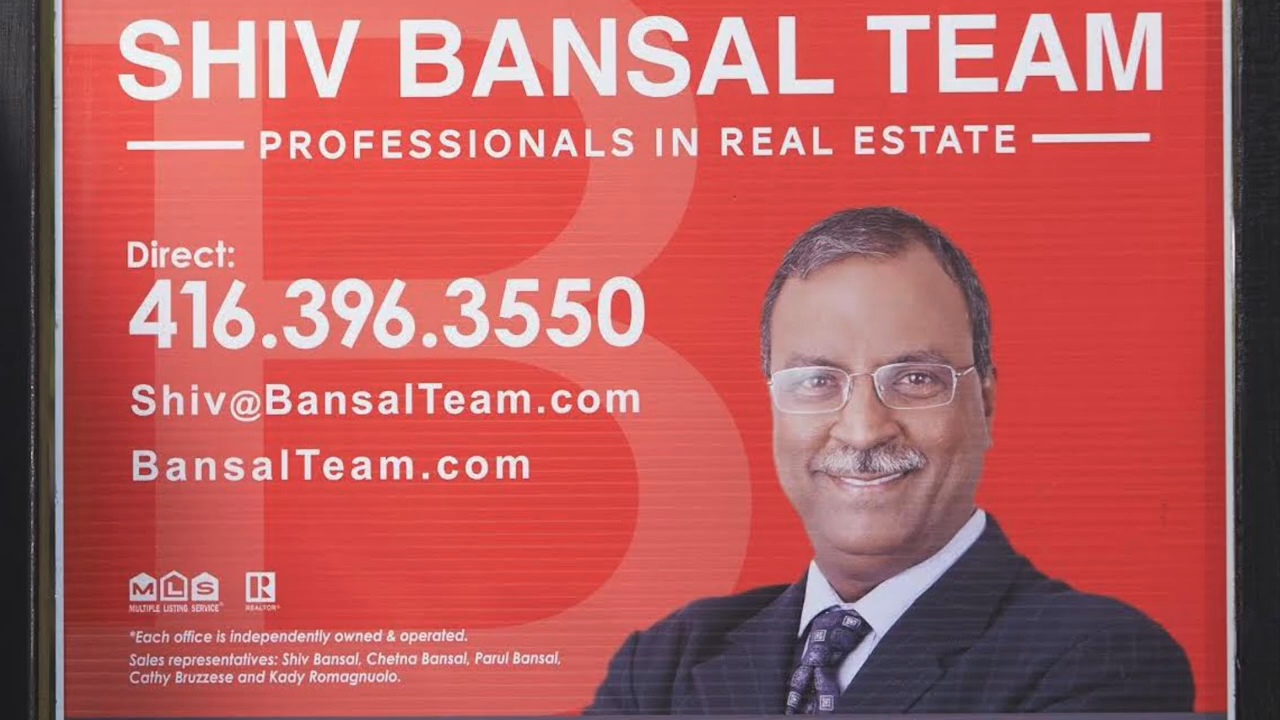 SHIV BANSAL TEAM
PROFESSIONALS IN REAL ESTATE
Direct:
416.396.3550
Shiv@BansalTeam.com
BansalTeam.com
MLS R
MULTIPLE LISTING SERVICE® REALTOR®
*Each office is independently owned & operated.
Sales representatives: Shiv Bansal, Chetna Bansal, Parul Bansal,
Cathy Bruzzese and Kady Romagnuolo.